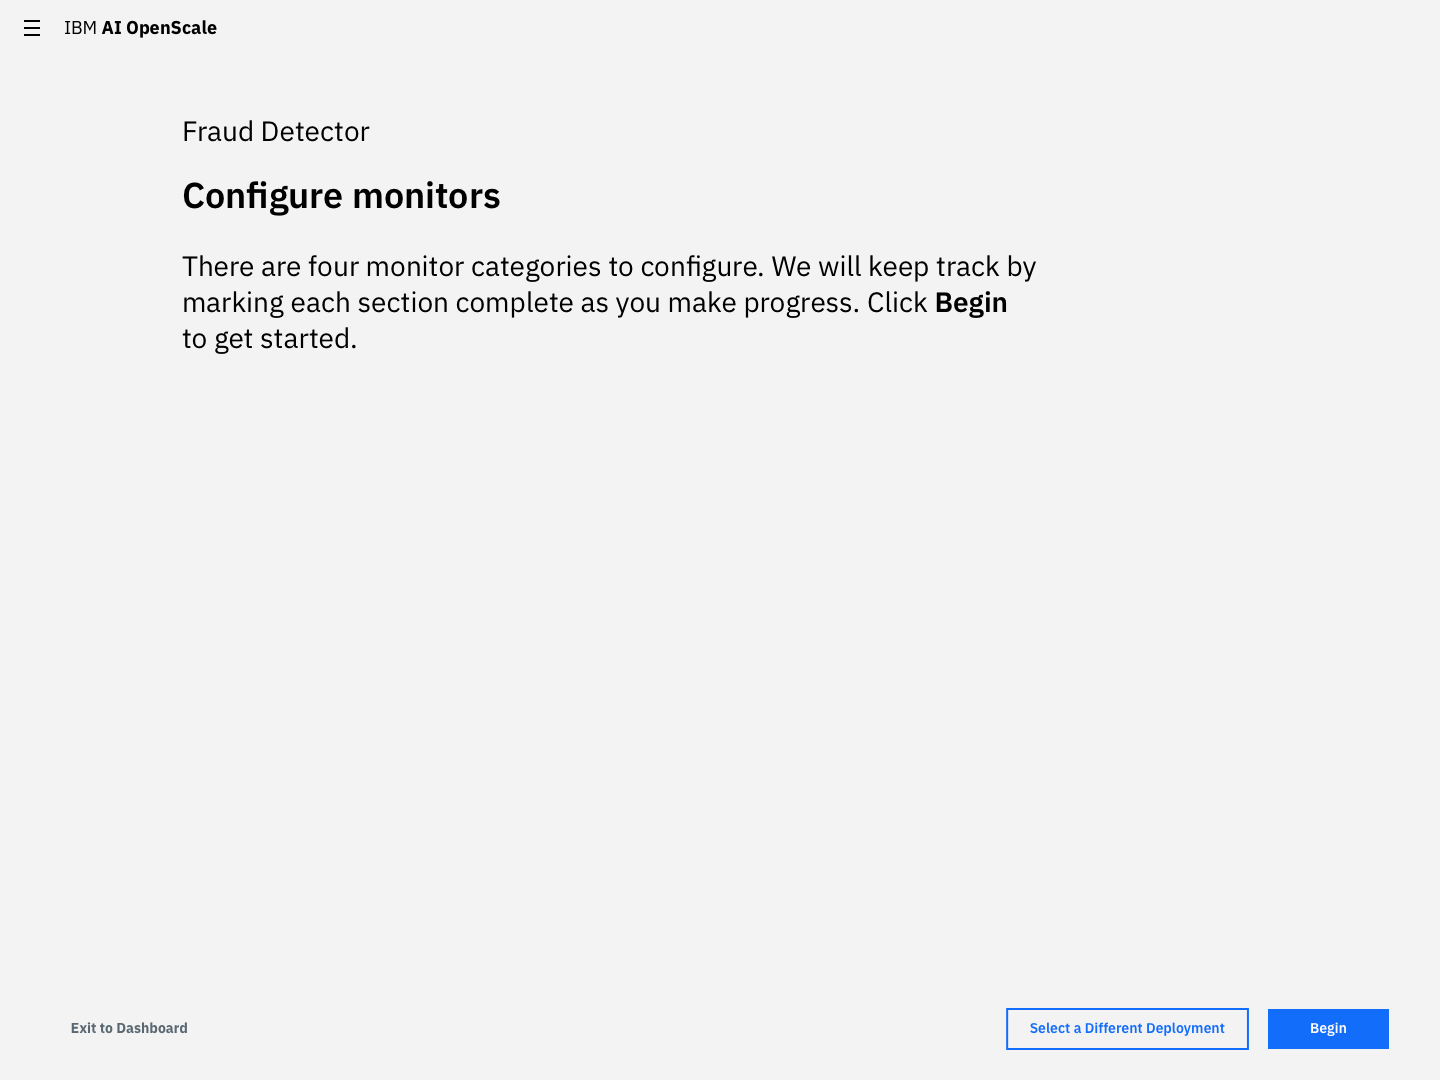 IBM AI OpenScale
Fraud Detector
Configure monitors
There are four monitor categories to configure. We will keep track by
marking each section complete as you make progress. Click Begin
to get started.
Exit to Dashboard
Select a Different Deployment
Begin